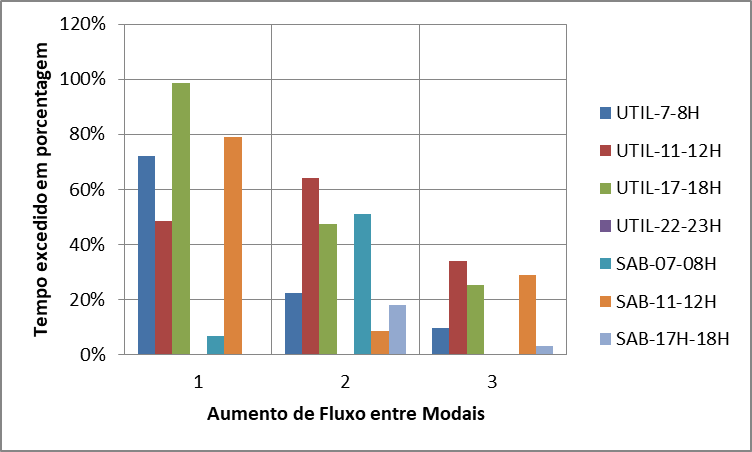 120%
100%
80%
60%
40%
20%
0%
Tempo excedido em porcentagem
1 2 3
Aumento de Fluxo entre Modais
UTIL-7-8H
UTIL-11-12H
UTIL-17-18H
UTIL-22-23H
SAB-07-08H
SAB-11-12H
SAB-17H-18H